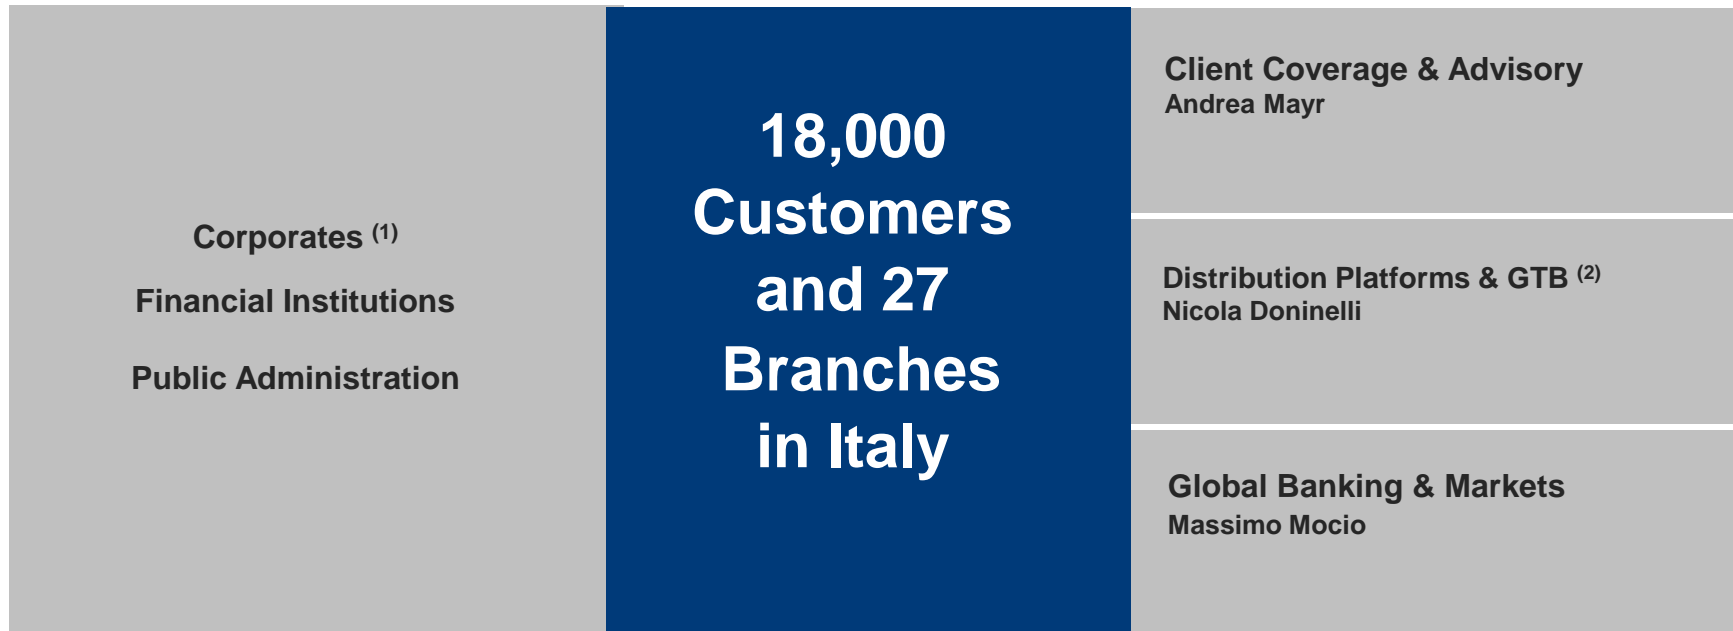 Corporates (1)
Financial Institutions
Public Administration
18,000
Customers
and 27
Branches
in Italy
Client Coverage & Advisory
Andrea Mayr
Distribution Platforms & GTB (2)
Nicola Doninelli
Global Banking & Markets
Massimo Mocio